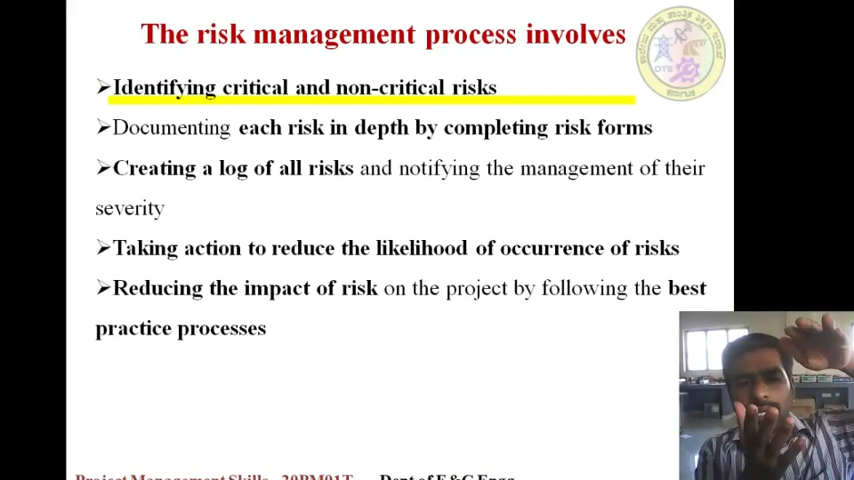 The risk management process involves
➢Identifying critical and non-critical risks
➢Documenting each risk in depth by completing risk forms
➢Creating a log of all risks and notifying the management of their
severity
➢Taking action to reduce the likelihood of occurrence of risks
➢Reducing the impact of risk on the project by following the best
practice processes
Project Management Skills - 20PM01T Dept of E&C Engg
DTE